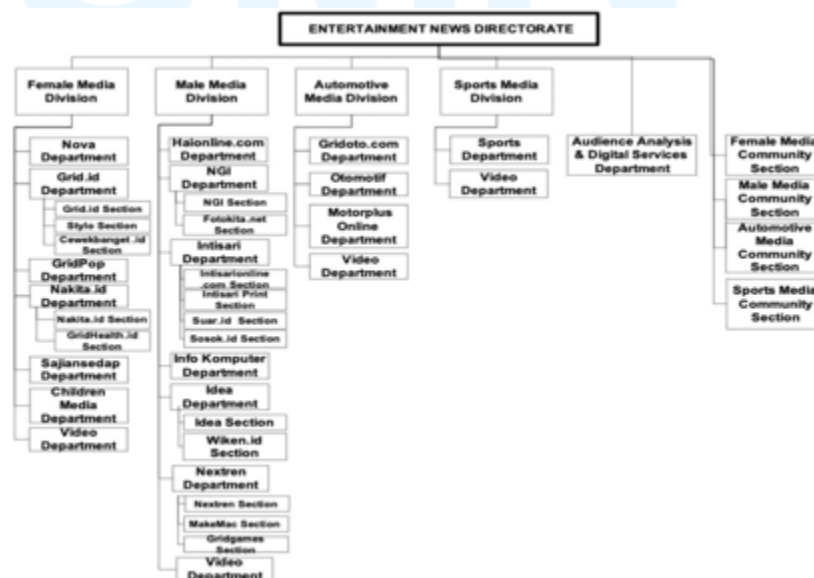 ENTERTAINMENT NEWS DIRECTORATE
Female Media
Division
Male Media
Division
Automotive
Media Division
Sports Media
Division
Nova
Department
Grid.id
Department
Grid.id Section
Style Section
Cewekbanget .id
Section
GridPop
Department
Nakita.id
Department
Nakita.id Section
GridHealth.id
Section
Sajiansedap
Department
Children
Media
Department
Video
Department
Haionline.com
Department
NGI
Department
NGI Section
Fotokita.net
Section
Intisari
Department
Intisarionline
.com Section
Intisari Print
Section
Suar.id Section
Sosok.id Section
Info Komputer
Department
Idea
Department
Idea Section
Wiken.id
Section
Nextren
Department
Nextren Section
MakeMac Section
Gridgames
Section
Video
Department
Gridoto.com
Department
Otomotif
Department
Motorplus
Online
Department
Video
Department
Sports
Department
Video
Department
Audience Analysis
& Digital Services
Department
Female Media
Community
Section
Male Media
Community
Section
Automotive
Media
Community
Section
Sports Media
Community
Section